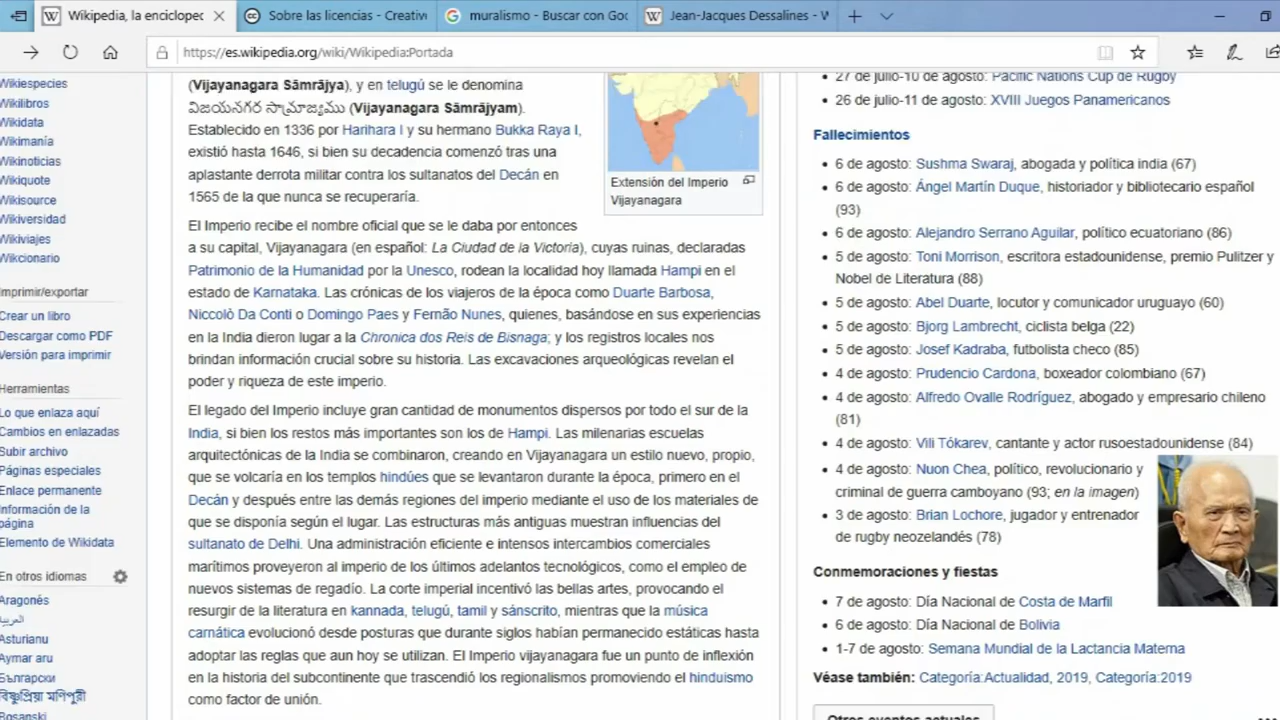 Wikipedia, la enciclopec
Sobre las licencias - Creativ
muralismo - Buscar con Goc
Jean-Jacques Dessalines - W
https://es.wikipedia.org/wiki/Wikipedia:Portada
Wikiespecies
Wikilibros
Wikidata
Wikimanía
Wikinoticias
Wikiquote
Wikisource
Wikiversidad
Wikiviajes
Wikcionario
Imprimir/exportar
Crear un libro
Descargar como PDF
Versión para imprimir
Herramientas
Lo que enlaza aquí
Cambios en enlazadas
Subir archivo
Páginas especiales
Enlace permanente
Información de la
página
Elemento de Wikidata
En otros idiomas
Aragonés
العربية
Asturianu
Aymar aru
Български
বিষ্ণুপ্রিয়া মণিপুরী
Bosanski
(Vijayanagara Sāmrājya), y en telugú se le denomina
విజయనగర సామ్రాజ్యము (Vijayanagara Sāmrājyam).
Establecido en 1336 por Harihara I y su hermano Bukka Raya I,
existió hasta 1646, si bien su decadencia comenzó tras una
aplastante derrota militar contra los sultanatos del Decán en
1565 de la que nunca se recuperaría.
Extensión del Imperio
Vijayanagara
El Imperio recibe el nombre oficial que se le daba por entonces
a su capital, Vijayanagara (en español: La Ciudad de la Victoria), cuyas ruinas, declaradas
Patrimonio de la Humanidad por la Unesco, rodean la localidad hoy llamada Hampi en el
estado de Karnataka. Las crónicas de los viajeros de la época como Duarte Barbosa,
Niccolò Da Conti o Domingo Paes y Fernão Nunes, quienes, basándose en sus experiencias
en la India dieron lugar a la Chronica dos Reis de Bisnaga; y los registros locales nos
brindan información crucial sobre su historia. Las excavaciones arqueológicas revelan el
poder y riqueza de este imperio.
El legado del Imperio incluye gran cantidad de monumentos dispersos por todo el sur de la
India, si bien los restos más importantes son los de Hampi. Las milenarias escuelas
arquitectónicas de la India se combinaron, creando en Vijayanagara un estilo nuevo, propio,
que se volcaría en los templos hindúes que se levantaron durante la época, primero en el
Decán y después entre las demás regiones del imperio mediante el uso de los materiales de
que se disponía según el lugar. Las estructuras más antiguas muestran influencias del
sultanato de Delhi. Una administración eficiente e intensos intercambios comerciales
marítimos proveyeron al imperio de los últimos adelantos tecnológicos, como el empleo de
nuevos sistemas de regadío. La corte imperial incentivó las bellas artes, provocando el
resurgir de la literatura en kannada, telugú, tamil y sánscrito, mientras que la música
carnática evolucionó desde posturas que durante siglos habían permanecido estáticas hasta
adoptar las reglas que aun hoy se utilizan. El Imperio vijayanagara fue un punto de inflexión
en la historia del subcontinente que trascendió los regionalismos promoviendo el hinduismo
como factor de unión.
27 de julio-10 de agosto: Pacific Nations Cup de Rugby
26 de julio-11 de agosto: XVIII Juegos Panamericanos
Fallecimientos
6 de agosto: Sushma Swaraj, abogada y política india (67)
6 de agosto: Ángel Martín Duque, historiador y bibliotecario español
(93)
6 de agosto: Alejandro Serrano Aguilar, político ecuatoriano (86)
5 de agosto: Toni Morrison, escritora estadounidense, premio Pulitzer y
Nobel de Literatura (88)
5 de agosto: Abel Duarte, locutor y comunicador uruguayo (60)
5 de agosto: Bjorg Lambrecht, ciclista belga (22)
5 de agosto: Josef Kadraba, futbolista checo (85)
4 de agosto: Prudencio Cardona, boxeador colombiano (67)
4 de agosto: Alfredo Ovalle Rodríguez, abogado y empresario chileno
(81)
4 de agosto: Vili Tókarev, cantante y actor rusoestadounidense (84)
4 de agosto: Nuon Chea, político, revolucionario y
criminal de guerra camboyano (93; en la imagen)
3 de agosto: Brian Lochore, jugador y entrenador
de rugby neozelandés (78)
Conmemoraciones y fiestas
7 de agosto: Día Nacional de Costa de Marfil
6 de agosto: Día Nacional de Bolivia
1-7 de agosto: Semana Mundial de la Lactancia Materna
Véase también: Categoría:Actualidad, 2019, Categoría:2019
Otros eventos actuales